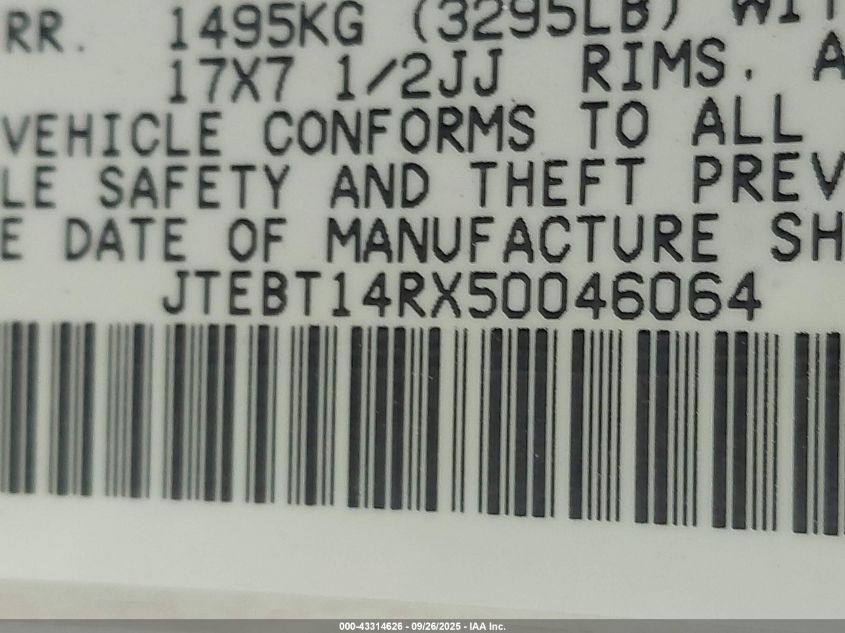 RR. 1495KG (3295LB) WIT
17X7 1/2JJ RIMS. A
VEHICLE CONFORMS TO ALL
LE SAFETY AND THEFT PREV
E DATE OF MANUFACTURE SH
JTEBT14RX50046064
000-43314626 - 09/26/2025 - IAA Inc.